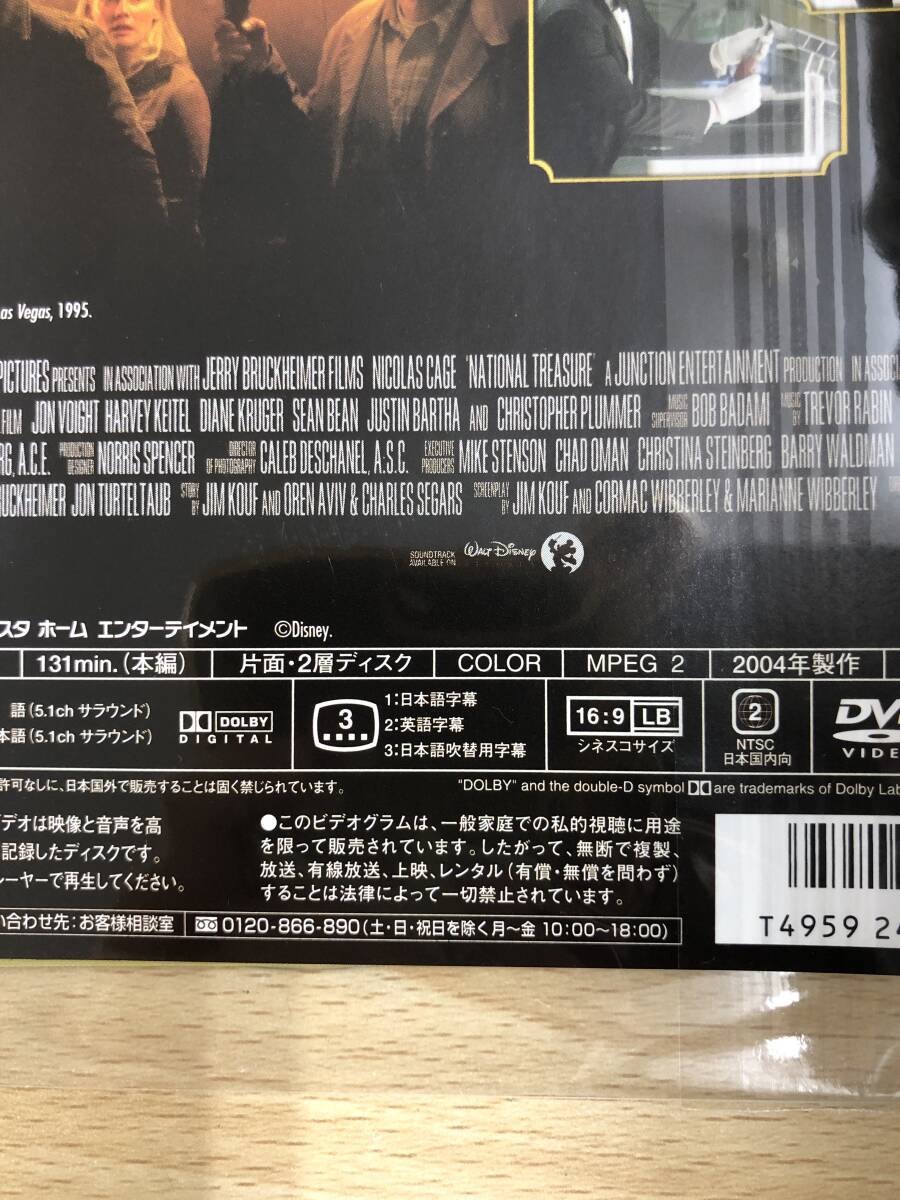 as Vegas, 1995.
PICTURES PRESENTS IN ASSOCIATION WITH JERRY BRUCKHEIMER FILMS NICOLAS CAGE "NATIONAL TREASURE" A JUNCTION ENTERTAINMENT PRODUCTION IN ASSOCI
FILM JON VOIGHT HARVEY KEITEL DIANE KRUGER SEAN BEAN JUSTIN BARTHA AND CHRISTOPHER PLUMMER MUSIC SUPERVISOR BOB BADAMI MUSIC BY TREVOR RABIN
RG, A.C.E. PRODUCTION DESIGNER NORRIS SPENCER DIRECTOR OF PHOTOGRAPHY CALEB DESCHANEL, A.S.C. EXECUTIVE PRODUCERS MIKE STENSON CHAD OMAN CHRISTINA STEINBERG BARRY WALDMAN
RUCKHEIMER JON TURTELTAUB STORY BY JIM KOUF AND OREN AVIV & CHARLES SEGARS SCREENPLAY BY JIM KOUF AND CORMAC WIBBERLEY & MARIANNE WIBBERLEY
SOUNDTRACK AVAILABLE ON WALT DISNEY
スタ ホーム エンターテイメント ©Disney.
131min.(本編) 片面・2層ディスク COLOR MPEG 2 2004年製作
語(5.1ch サラウンド)
本語(5.1ch サラウンド)
DOLBY DIGITAL
3
1:日本語字幕
2:英語字幕
3:日本語吹替用字幕
16:9 LB
シネスコサイズ
2
NTSC
日本国内向
DV
VIDE
許可なしに、日本国外で販売することは固く禁じられています。 "DOLBY" and the double-D symbol are trademarks of Dolby Lab
デオは映像と音声を高
記録したディスクです。
レーヤーで再生してください。
●このビデオグラムは、一般家庭での私的視聴に用途
を限って販売されています。したがって、無断で複製、
放送、有線放送、上映、レンタル(有償・無償を問わず)
することは法律によって一切禁止されています。
い合わせ先:お客様相談室 0120-866-890(土・日・祝日を除く月〜金 10:00〜18:00)
T4959 24